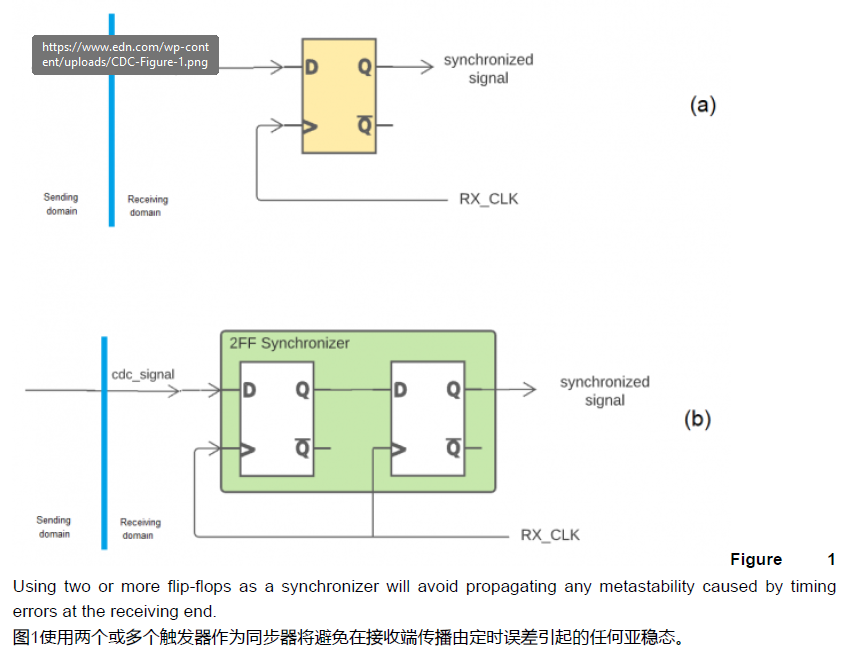 https://www.edn.com/wp-cont
ent/uploads/CDC-Figure-1.png
D
Q
synchronized
signal
(a)
Q
Sending
domain
Receiving
domain
RX_CLK
2FF Synchronizer
cdc_signal
D
Q
D
Q
synchronized
signal
(b)
Q
Q
Sending
domain
Receiving
domain
RX_CLK
Figure 1
Using two or more flip-flops as a synchronizer will avoid propagating any metastability caused by timing
errors at the receiving end.
图1使用两个或多个触发器作为同步器将避免在接收端传播由定时误差引起的任何亚稳态。